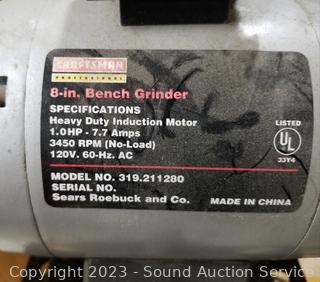 CRAFTSMAN
PROFESSIONAL
8-in. Bench Grinder
SPECIFICATIONS
Heavy Duty Induction Motor
1.0HP - 7.7 Amps
3450 RPM (No-Load)
120V. 60-Hz. AC
LISTED
UL
33Y4
MODEL NO. 319.211280
SERIAL NO.
Sears Roebuck and Co.
MADE IN CHINA
Copyright © 2023 - Sound Auction Service